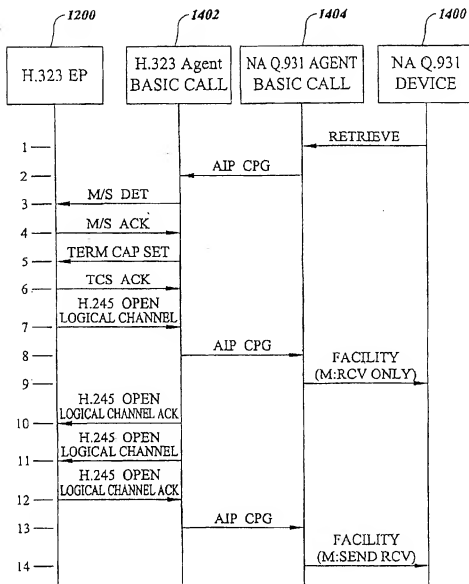 1200
1402
1404
1400
H.323 EP
H.323 Agent
BASIC CALL
NA Q.931 AGENT
BASIC CALL
NA Q.931
DEVICE
1
RETRIEVE
2
AIP CPG
3
M/S DET
4
M/S ACK
5
TERM CAP SET
6
TCS ACK
7
H.245 OPEN
LOGICAL CHANNEL
8
AIP CPG
9
FACILITY
(M:RCV ONLY)
10
H.245 OPEN
LOGICAL CHANNEL ACK
11
H.245 OPEN
LOGICAL CHANNEL
12
H.245 OPEN
LOGICAL CHANNEL ACK
13
AIP CPG
14
FACILITY
(M:SEND RCV)